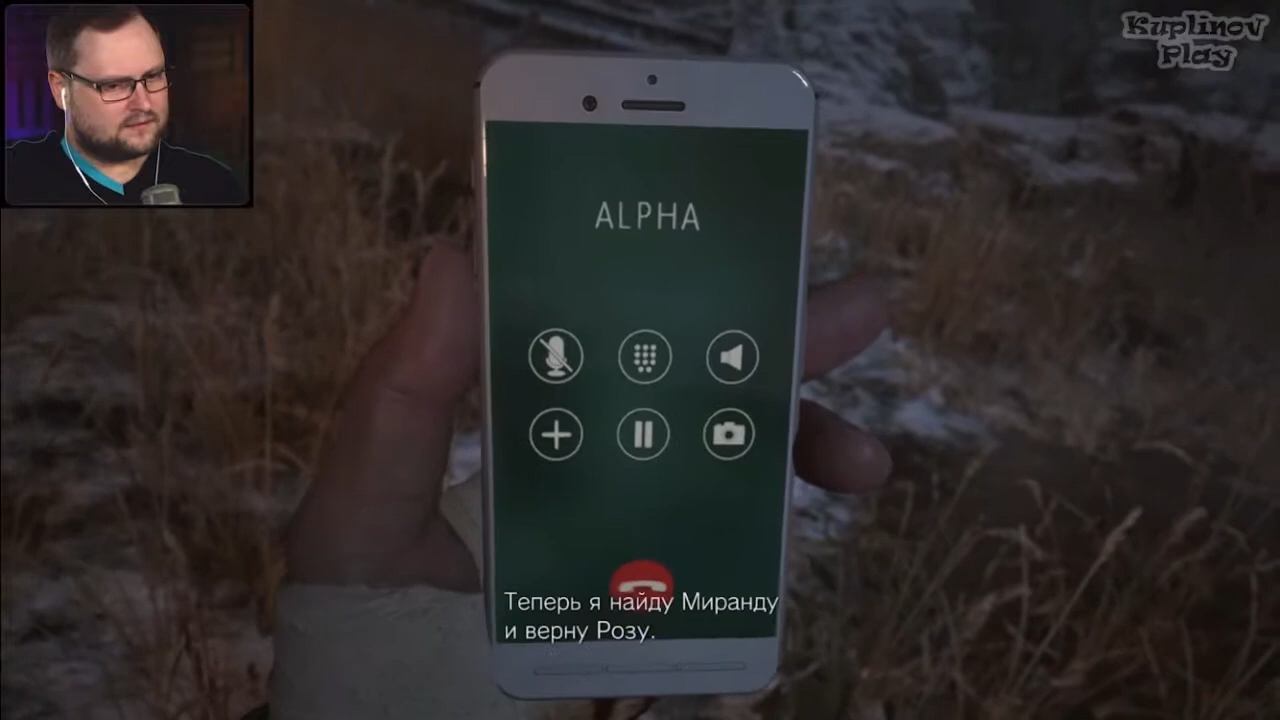 Kuplinov
Play
ALPHA
Теперь я найду Миранду
и верну Розу.